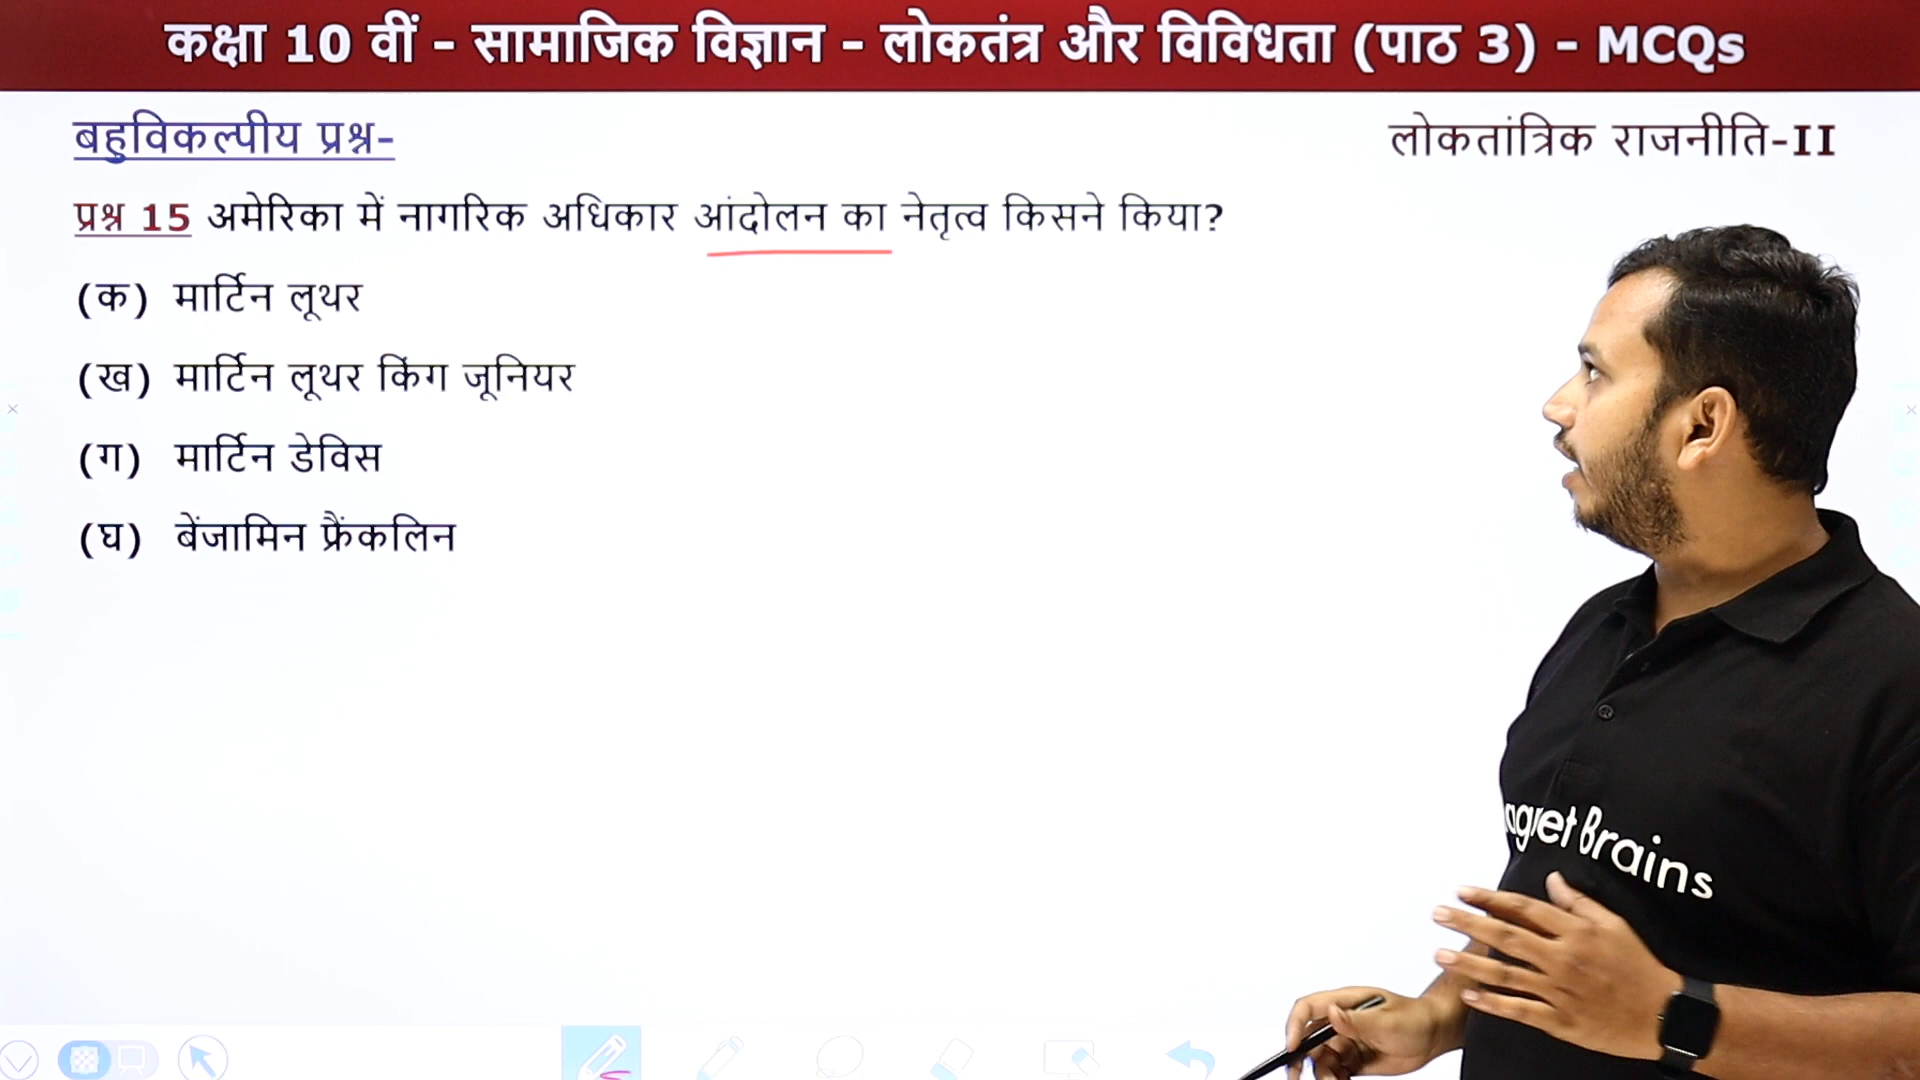 कक्षा 10 वीं - सामाजिक विज्ञान - लोकतंत्र और विविधता (पाठ 3) - MCQs
बहुविकल्पीय प्रश्न-
लोकतांत्रिक राजनीति-II
प्रश्न 15 अमेरिका में नागरिक अधिकार आंदोलन का नेतृत्व किसने किया?
(क) मार्टिन लूथर
(ख) मार्टिन लूथर किंग जूनियर
(ग) मार्टिन डेविस
(घ) बेंजामिन फ्रैंकलिन
Brains